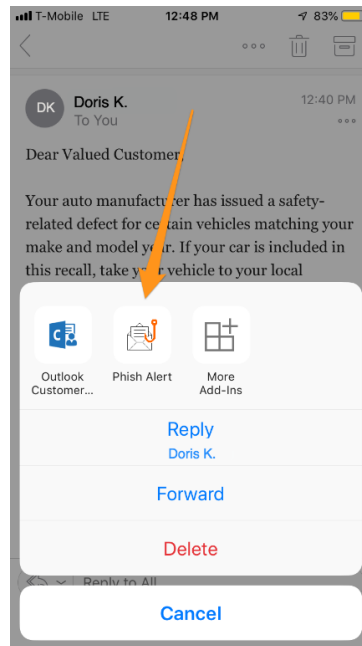 T-Mobile LTE 12:48 PM 83%
DK Doris K. 12:40 PM
To You
Dear Valued Customer,
Your auto manufacturer has issued a safety-
related defect for certain vehicles matching your
make and model year. If your car is included in
this recall, take your vehicle to your local
Outlook
Customer...
Phish Alert
More
Add-Ins
Reply
Doris K.
Forward
Delete
Reply to All
Cancel